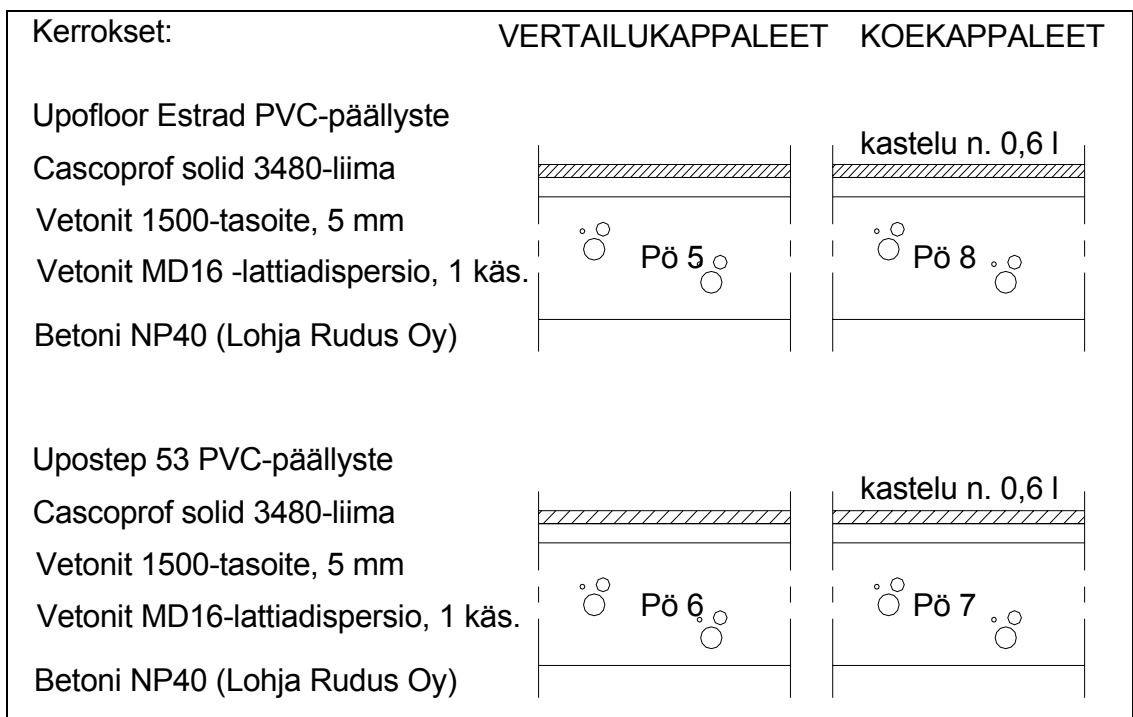 Kerrokset: VERTAILUKAPPALEET KOEKAPPALEET
Upofloor Estrad PVC-päällyste
kastelu n. 0,6 l
Cascoprof solid 3480-liima
Vetonit 1500-tasoite, 5 mm
Pö 5 Pö 8
Vetonit MD16 -lattiadispersio, 1 käs.
Betoni NP40 (Lohja Rudus Oy)
Upostep 53 PVC-päällyste
kastelu n. 0,6 l
Cascoprof solid 3480-liima
Vetonit 1500-tasoite, 5 mm
Pö 6 Pö 7
Vetonit MD16-lattiadispersio, 1 käs.
Betoni NP40 (Lohja Rudus Oy)